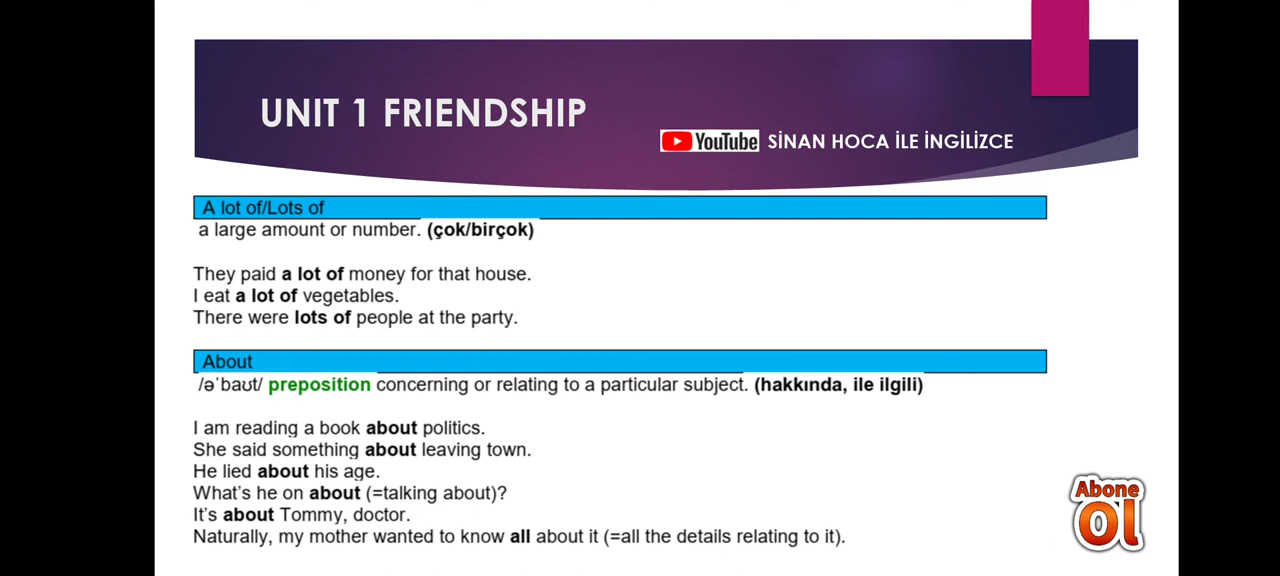 UNIT 1 FRIENDSHIP
YouTube SİNAN HOCA İLE İNGİLİZCE
A lot of/Lots of
a large amount or number. (çok/birçok)
They paid a lot of money for that house.
I eat a lot of vegetables.
There were lots of people at the party.
About
/əˈbaʊt/ preposition concerning or relating to a particular subject. (hakkında, ile ilgili)
I am reading a book about politics.
She said something about leaving town.
He lied about his age.
What's he on about (=talking about)?
It's about Tommy, doctor.
Naturally, my mother wanted to know all about it (=all the details relating to it).
Abone
ol